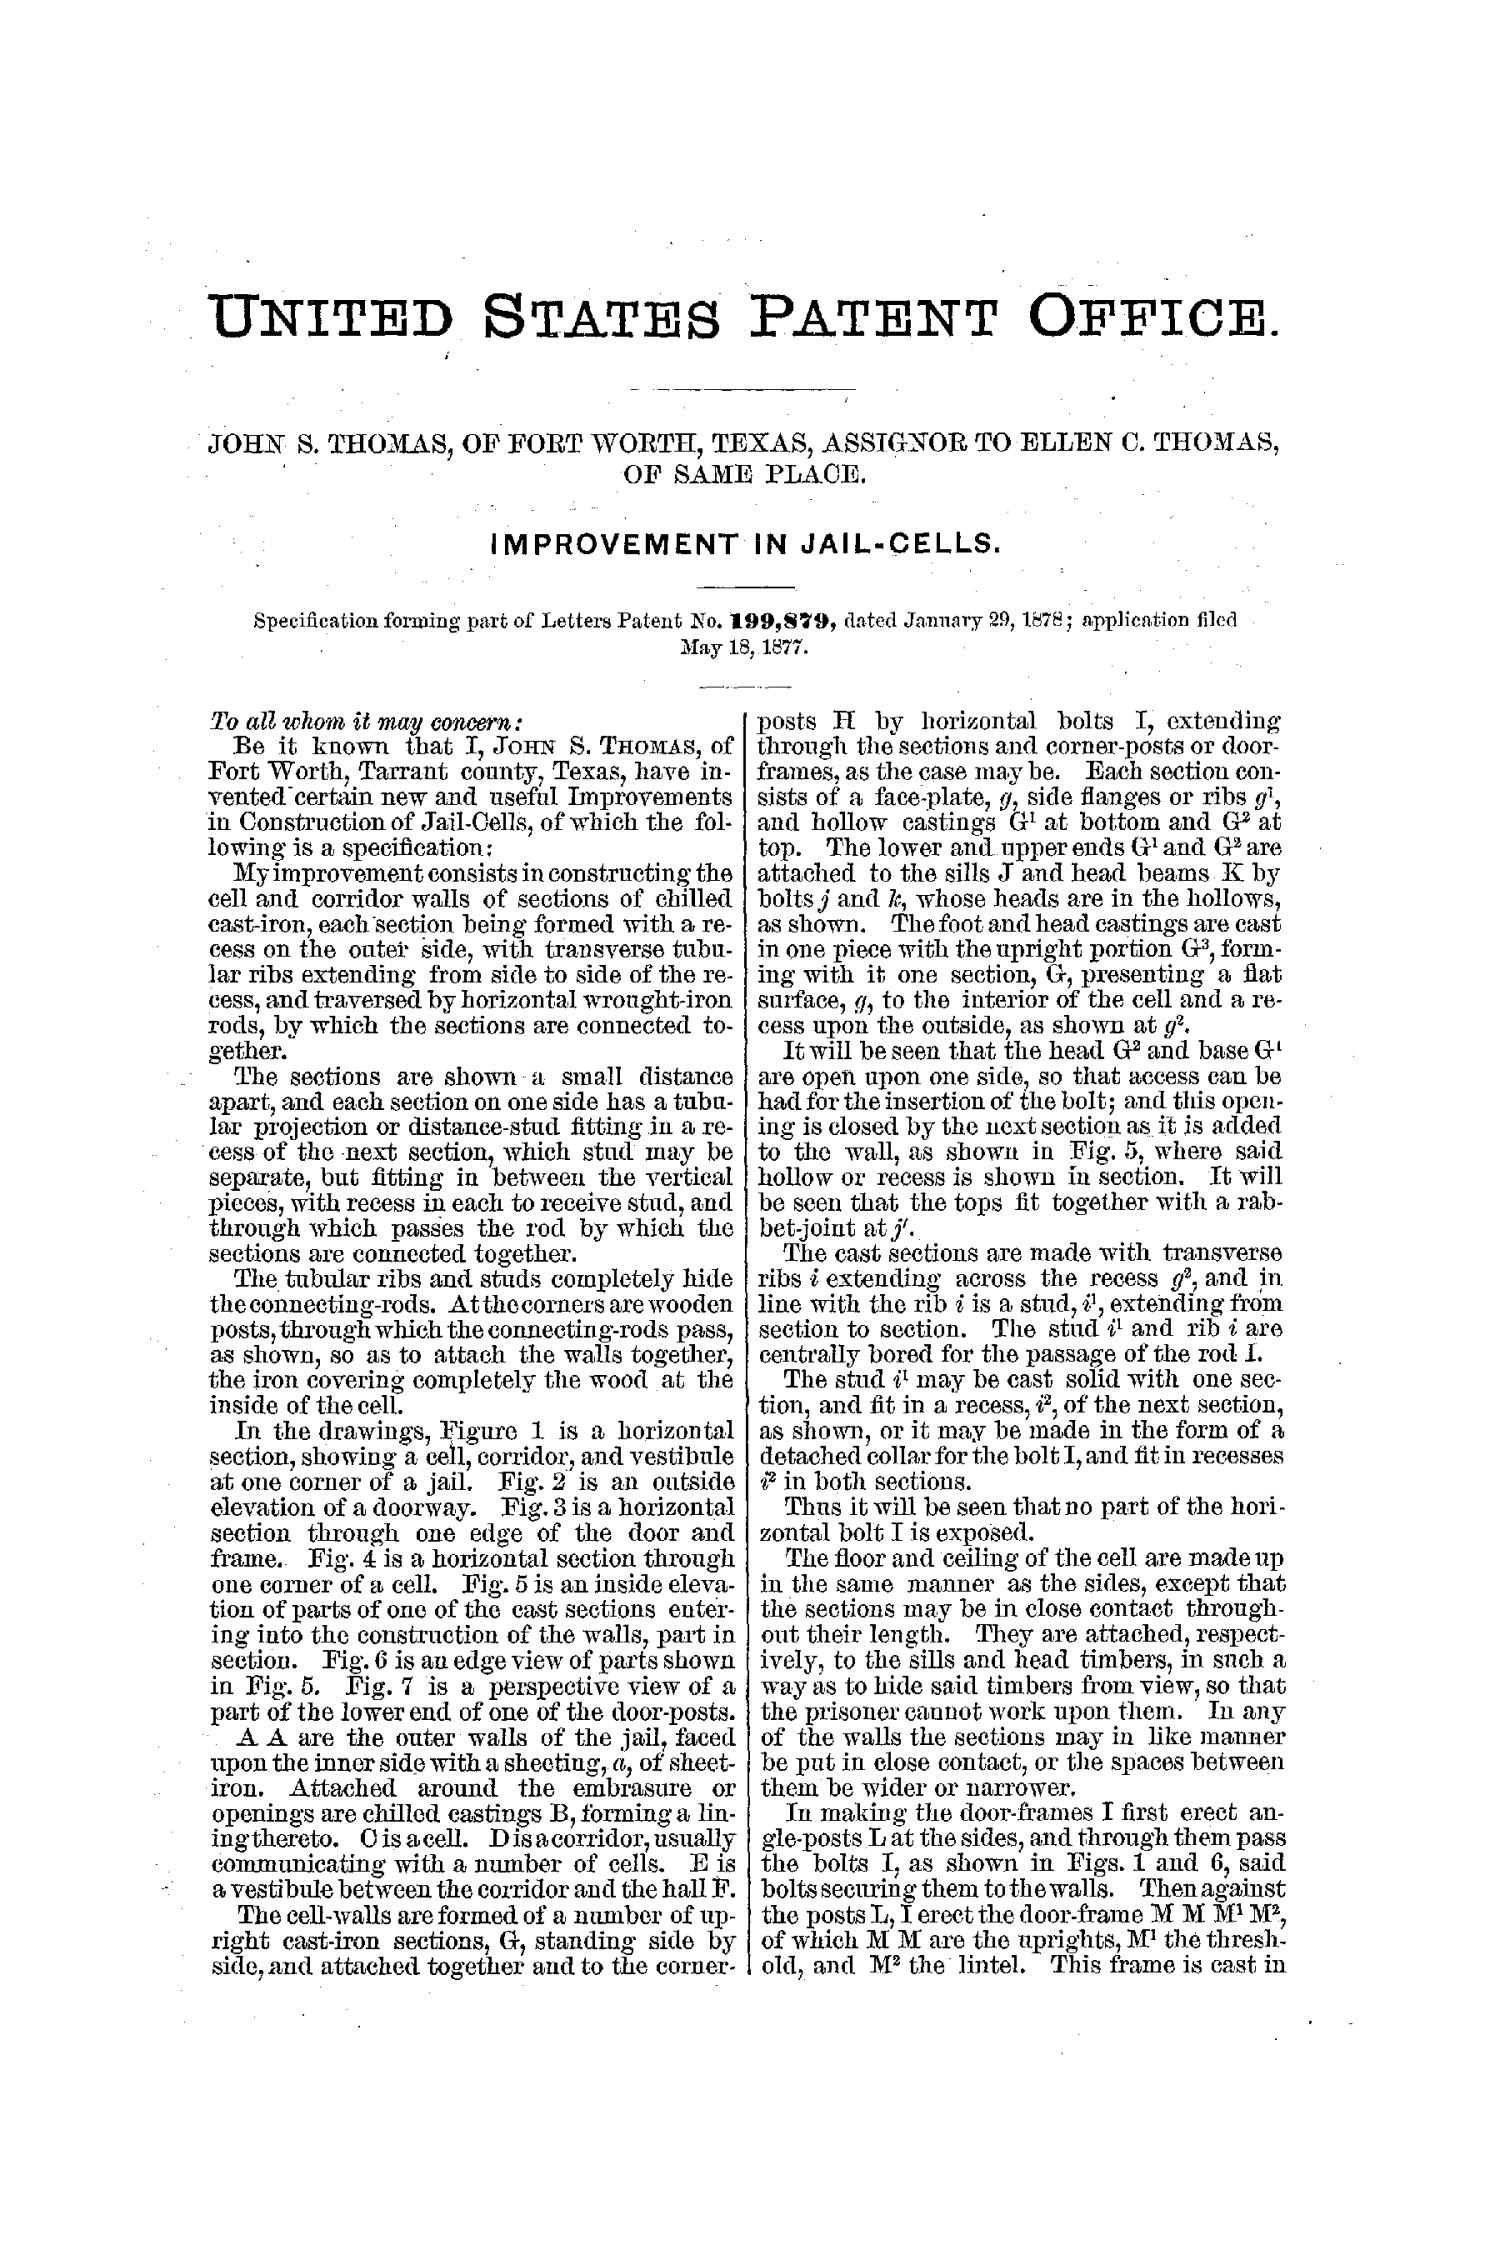 UNITED STATES PATENT OFFICE.
JOHN S. THOMAS, OF FORT WORTH, TEXAS, ASSIGNOR TO ELLEN C. THOMAS,
OF SAME PLACE.
IMPROVEMENT IN JAIL-CELLS.
Specification forming part of Letters Patent No. 199,879, dated January 29, 1878; application filed
May 18, 1877.
To all whom it may concern:
Be it known that I, JOHN S. THOMAS, of
Fort Worth, Tarrant county, Texas, have in-
vented certain new and useful Improvements
in Construction of Jail-Cells, of which the fol-
lowing is a specification:
My improvement consists in constructing the
cell and corridor walls of sections of chilled
cast-iron, each section being formed with a re-
cess on the outer side, with transverse tubu-
lar ribs extending from side to side of the re-
cess, and traversed by horizontal wrought-iron
rods, by which the sections are connected to-
gether.
The sections are shown a small distance
apart, and each section on one side has a tubu-
lar projection or distance-stud fitting in a re-
cess of the next section, which stud may be
separate, but fitting in between the vertical
pieces, with recess in each to receive stud, and
through which passes the rod by which the
sections are connected together.
The tubular ribs and studs completely hide
the connecting-rods. At the corners are wooden
posts, through which the connecting-rods pass,
as shown, so as to attach the walls together,
the iron covering completely the wood at the
inside of the cell.
In the drawings, Figure 1 is a horizontal
section, showing a cell, corridor, and vestibule
at one corner of a jail. Fig. 2 is an outside
elevation of a doorway. Fig. 3 is a horizontal
section through one edge of the door and
frame. Fig. 4 is a horizontal section through
one corner of a cell. Fig. 5 is an inside eleva-
tion of parts of one of the cast sections enter-
ing into the construction of the walls, part in
section. Fig. 6 is an edge view of parts shown
in Fig. 5. Fig. 7 is a perspective view of a
part of the lower end of one of the door-posts.
A A are the outer walls of the jail, faced
upon the inner side with a sheeting, a, of sheet-
iron. Attached around the embrasure or
openings are chilled castings B, forming a lin-
ing thereto. C is a cell. D is a corridor, usually
communicating with a number of cells. E is
a vestibule between the corridor and the hall F.
The cell-walls are formed of a number of up-
right cast-iron sections, G, standing side by
side, and attached together and to the corner-
posts H by horizontal bolts I, extending
through the sections and corner-posts or door-
frames, as the case may be. Each section con-
sists of a face-plate, g, side flanges or ribs g¹,
and hollow castings G¹ at bottom and G² at
top. The lower and upper ends G¹ and G² are
attached to the sills J and head beams K by
bolts j and k, whose heads are in the hollows,
as shown. The foot and head castings are cast
in one piece with the upright portion G³, form-
ing with it one section, G, presenting a flat
surface, g, to the interior of the cell and a re-
cess upon the outside, as shown at g².
It will be seen that the head G² and base G¹
are open upon one side, so that access can be
had for the insertion of the bolt; and this open-
ing is closed by the next section as it is added
to the wall, as shown in Fig. 5, where said
hollow or recess is shown in section. It will
be seen that the tops fit together with a rab-
bet-joint at j′.
The cast sections are made with transverse
ribs i extending across the recess g², and in
line with the rib i is a stud, i¹, extending from
section to section. The stud i¹ and rib i are
centrally bored for the passage of the rod I.
The stud i¹ may be cast solid with one sec-
tion, and fit in a recess, i², of the next section,
as shown, or it may be made in the form of a
detached collar for the bolt I, and fit in recesses
i² in both sections.
Thus it will be seen that no part of the hori-
zontal bolt I is exposed.
The floor and ceiling of the cell are made up
in the same manner as the sides, except that
the sections may be in close contact through-
out their length. They are attached, respect-
ively, to the sills and head timbers, in such a
way as to hide said timbers from view, so that
the prisoner cannot work upon them. In any
of the walls the sections may in like manner
be put in close contact, or the spaces between
them be wider or narrower.
In making the door-frames I first erect an-
gle-posts L at the sides, and through them pass
the bolts I, as shown in Figs. 1 and 6, said
bolts securing them to the walls. Then against
the posts L, I erect the door-frame M M M¹ M²,
of which M M are the uprights, M¹ the thresh-
old, and M² the lintel. This frame is cast in